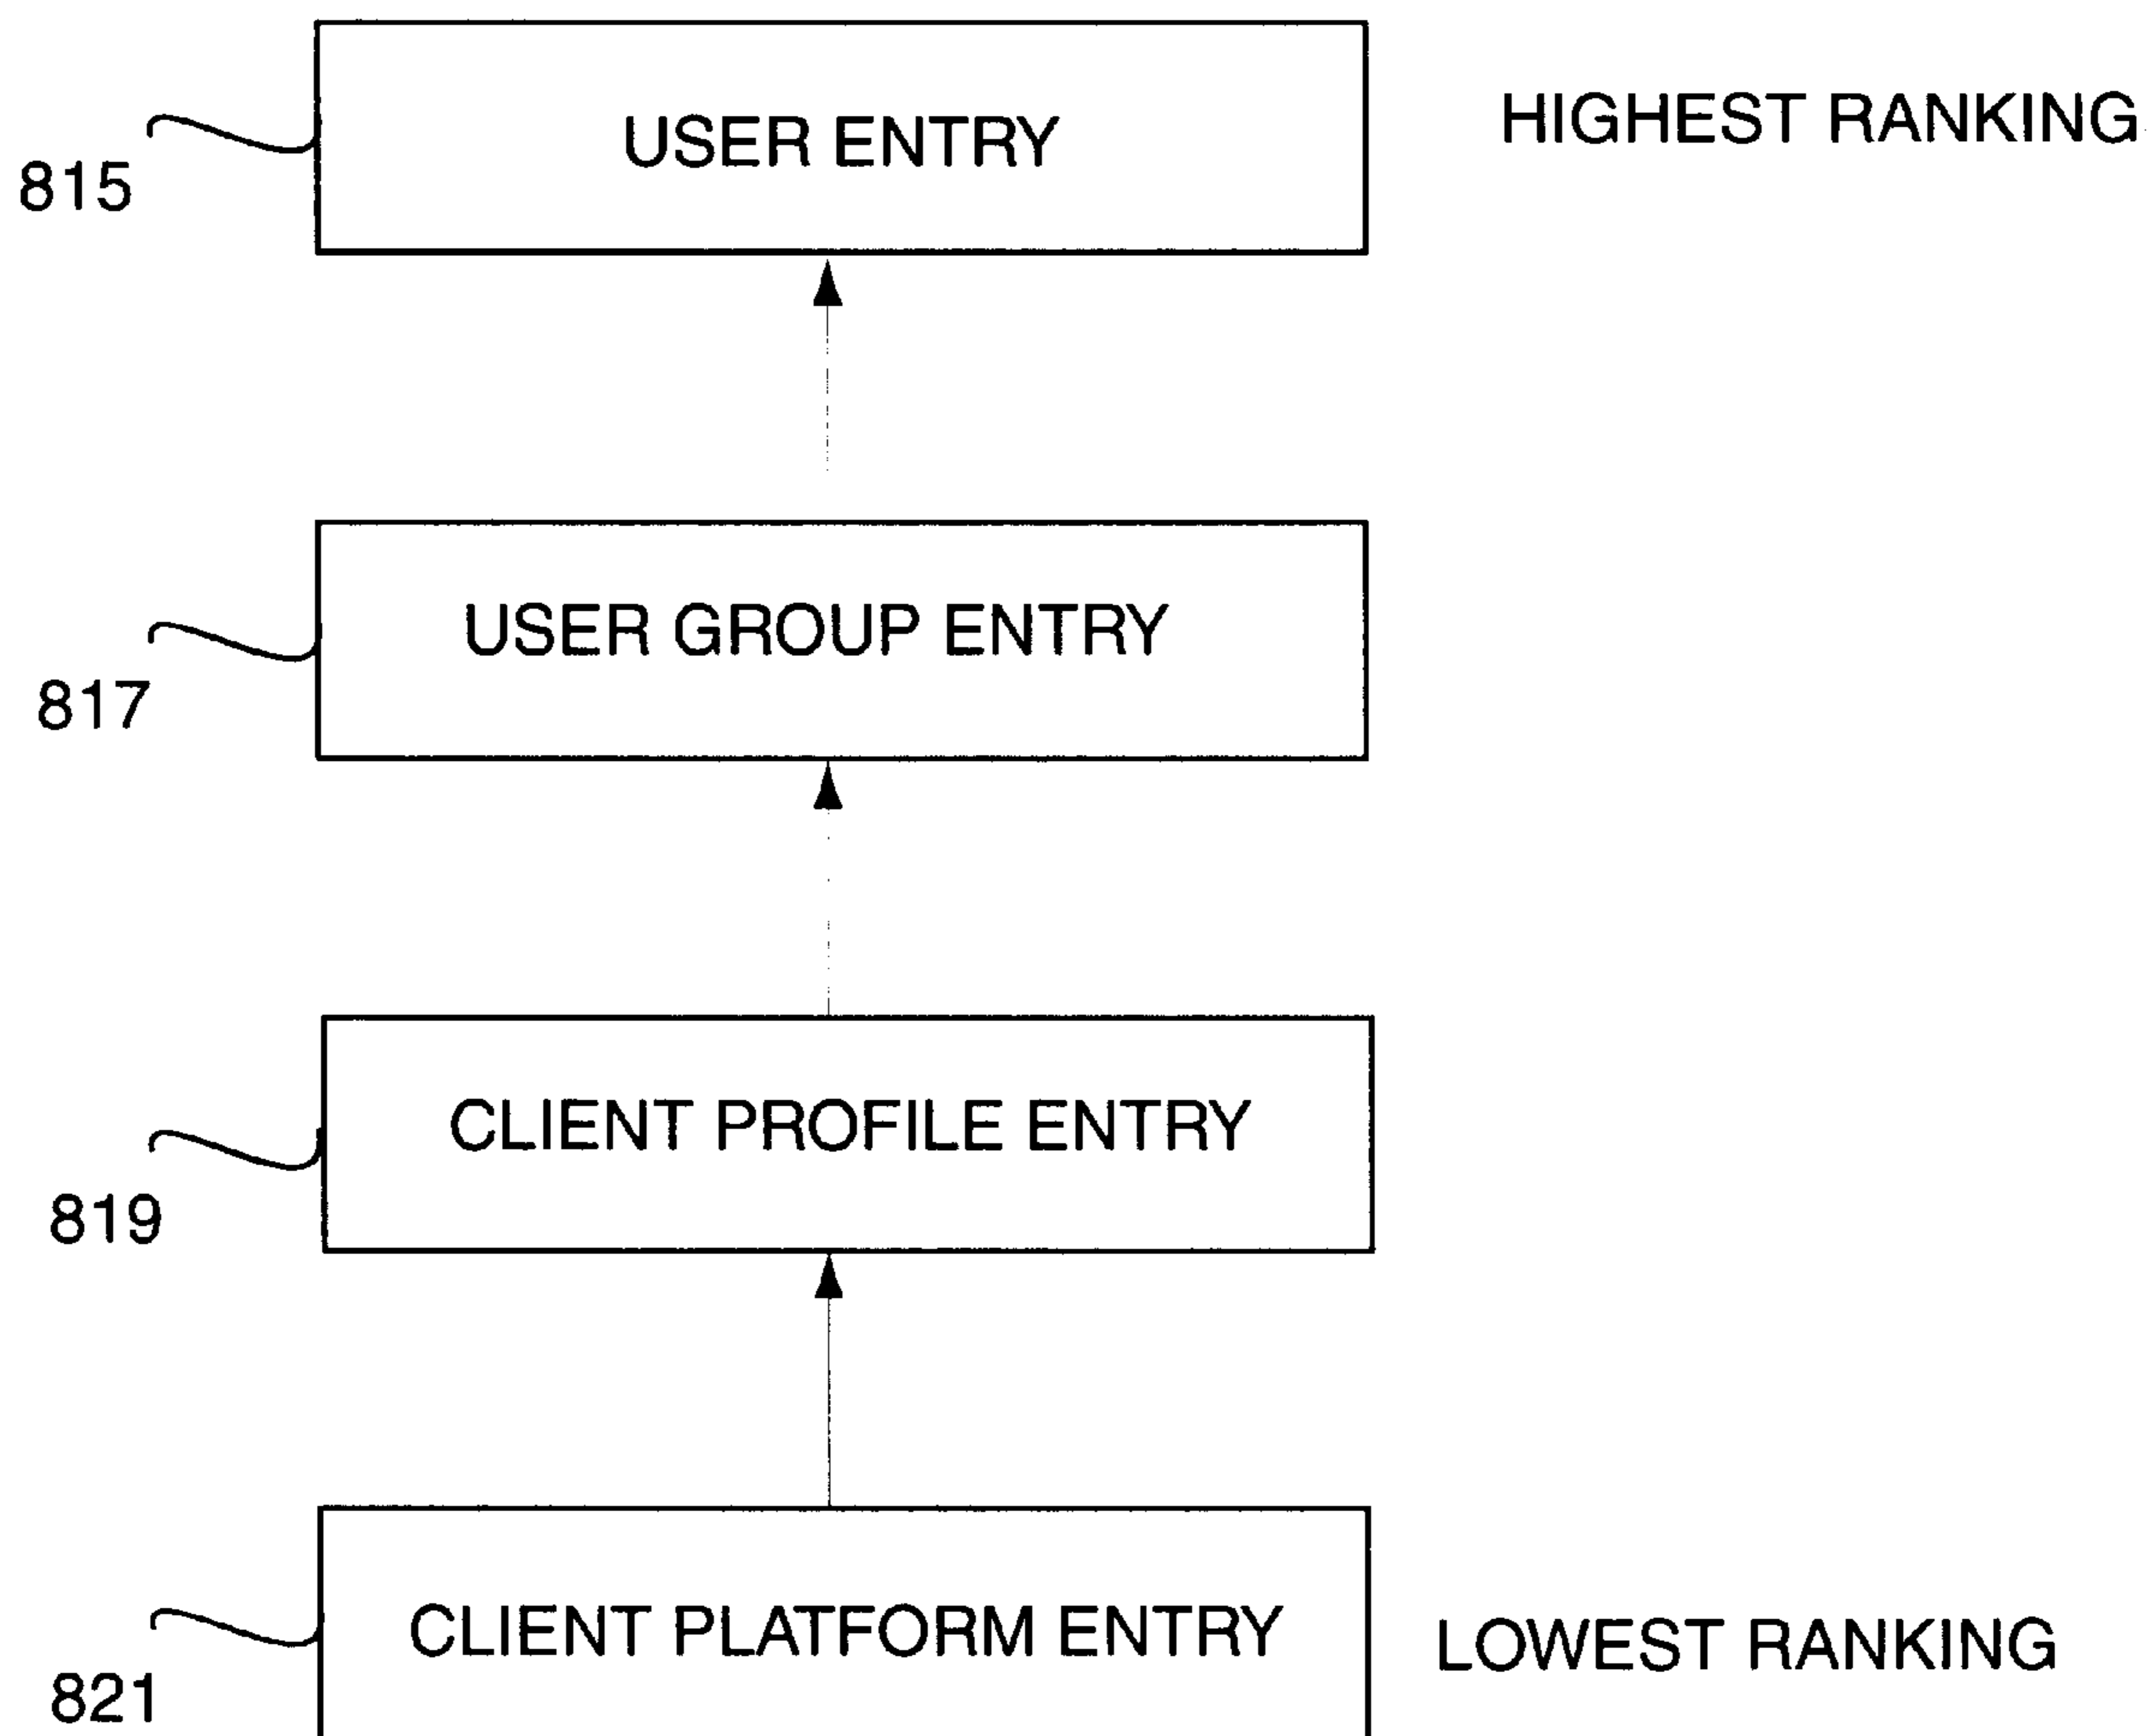 USER ENTRY
HIGHEST RANKING
815
USER GROUP ENTRY
817
CLIENT PROFILE ENTRY
819
CLIENT PLATFORM ENTRY
LOWEST RANKING
821